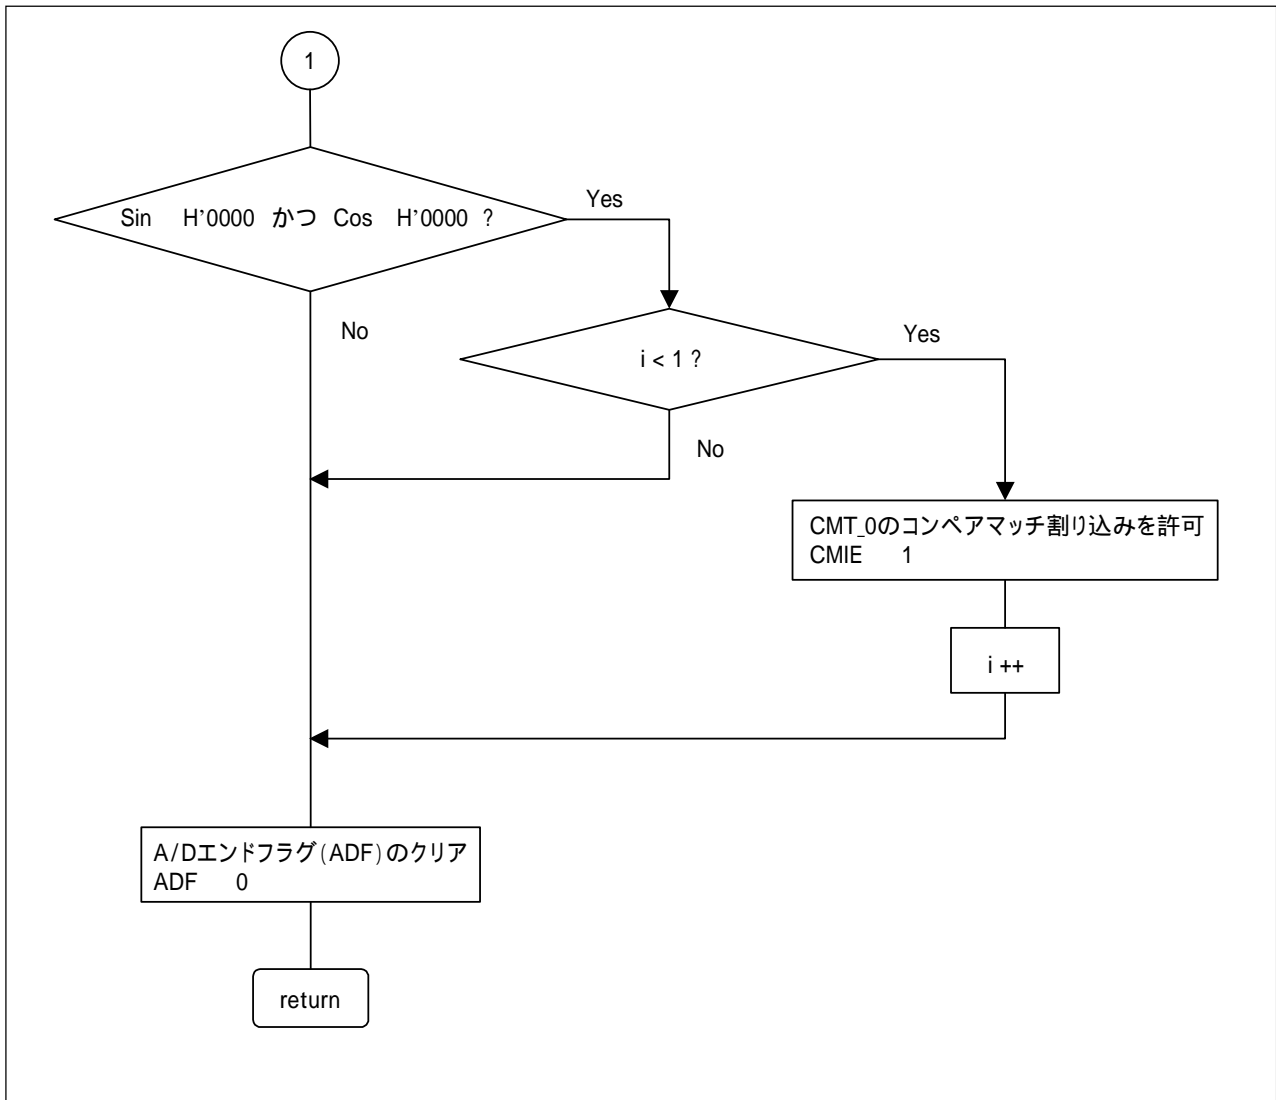 1
Sin H'0000 かつ Cos H'0000 ?
Yes
No
i < 1 ?
Yes
No
CMT_0のコンペアマッチ割り込みを許可
CMIE 1
i ++
A/Dエンドフラグ(ADF)のクリア
ADF 0
return